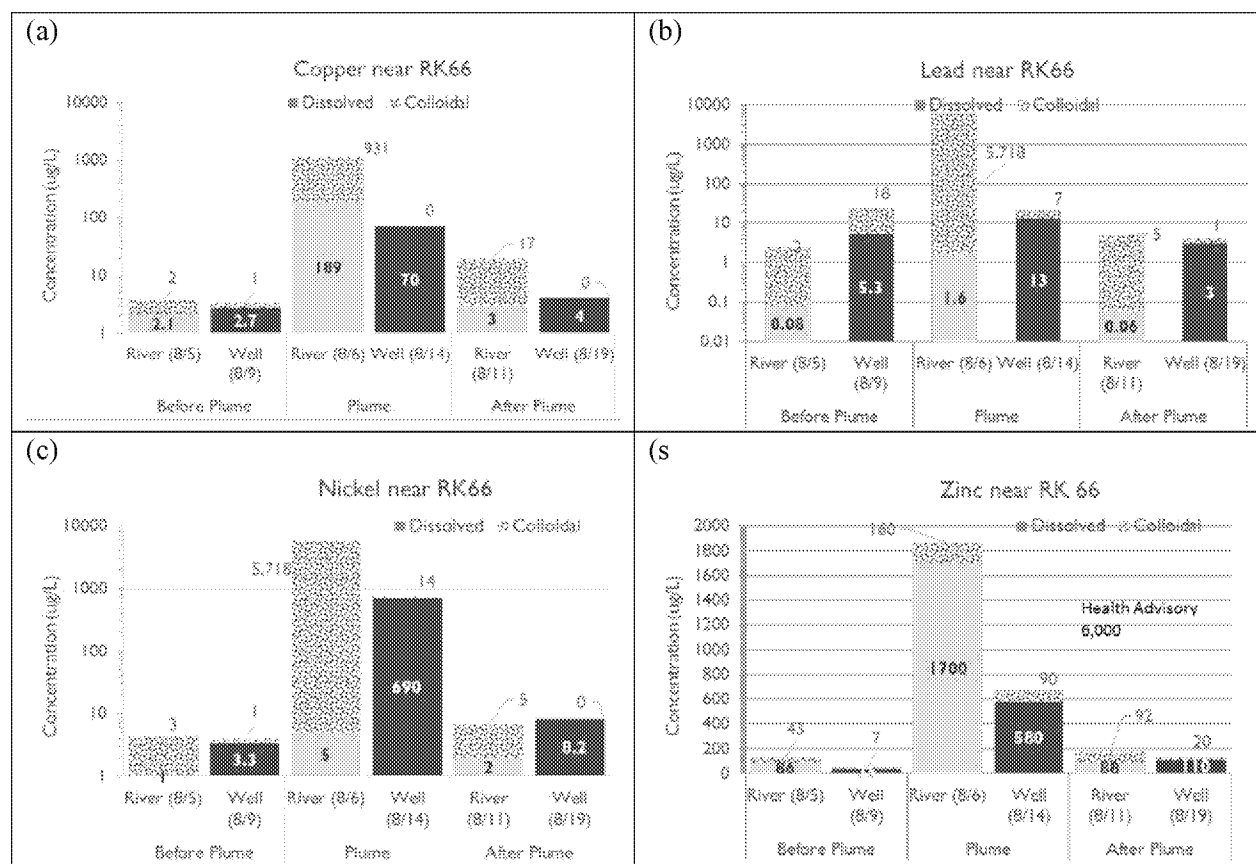 (a)
Copper near RK66
■ Dissolved Colloidal
10000
1000
100
10
1
Concentration (ug/L)
2
1
931
0
17
0
2.1
2.7
189
70
3
4
River (8/5)
Well (8/9)
River (8/6)
Well (8/14)
River (8/11)
Well (8/19)
Before Plume
Plume
After Plume
(b)
Lead near RK66
■ Dissolved Colloidal
10000
1000
100
10
1
0.1
0.01
Concentration (ug/L)
18
5,718
7
5
1
0.08
5.3
1.6
13
0.06
3
River (8/5)
Well (8/9)
River (8/6)
Well (8/14)
River (8/11)
Well (8/19)
Before Plume
Plume
After Plume
(c)
Nickel near RK66
■ Dissolved Colloidal
10000
1000
100
10
1
Concentration (ug/L)
3
1
5,718
14
5
0
1
3.3
5
690
2
8.2
River (8/5)
Well (8/9)
River (8/6)
Well (8/14)
River (8/11)
Well (8/19)
Before Plume
Plume
After Plume
(s
Zinc near RK 66
■ Dissolved Colloidal
2000
1800
1600
1400
1200
1000
800
600
400
200
0
Concentration (ug/L)
43
7
160
90
92
20
Health Advisory
6,000
86
1700
580
88
110
River (8/5)
Well (8/9)
River (8/6)
Well (8/14)
River (8/11)
Well (8/19)
Before Plume
Plume
After Plume